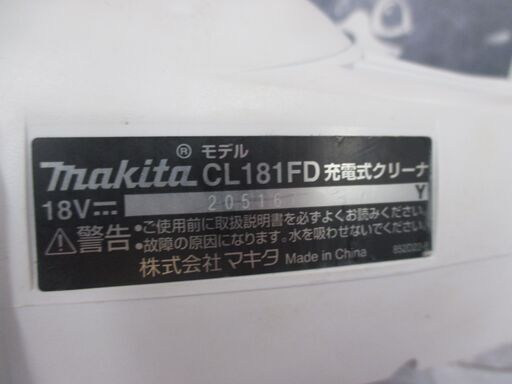 ® モデル
makita CL181FD 充電式クリーナ
18V 20516 Y
警告 •ご使用前に取扱説明書を必ずよくお読みください。
•故障の原因になります。水を吸わせないでください。
株式会社マキタ Made in China